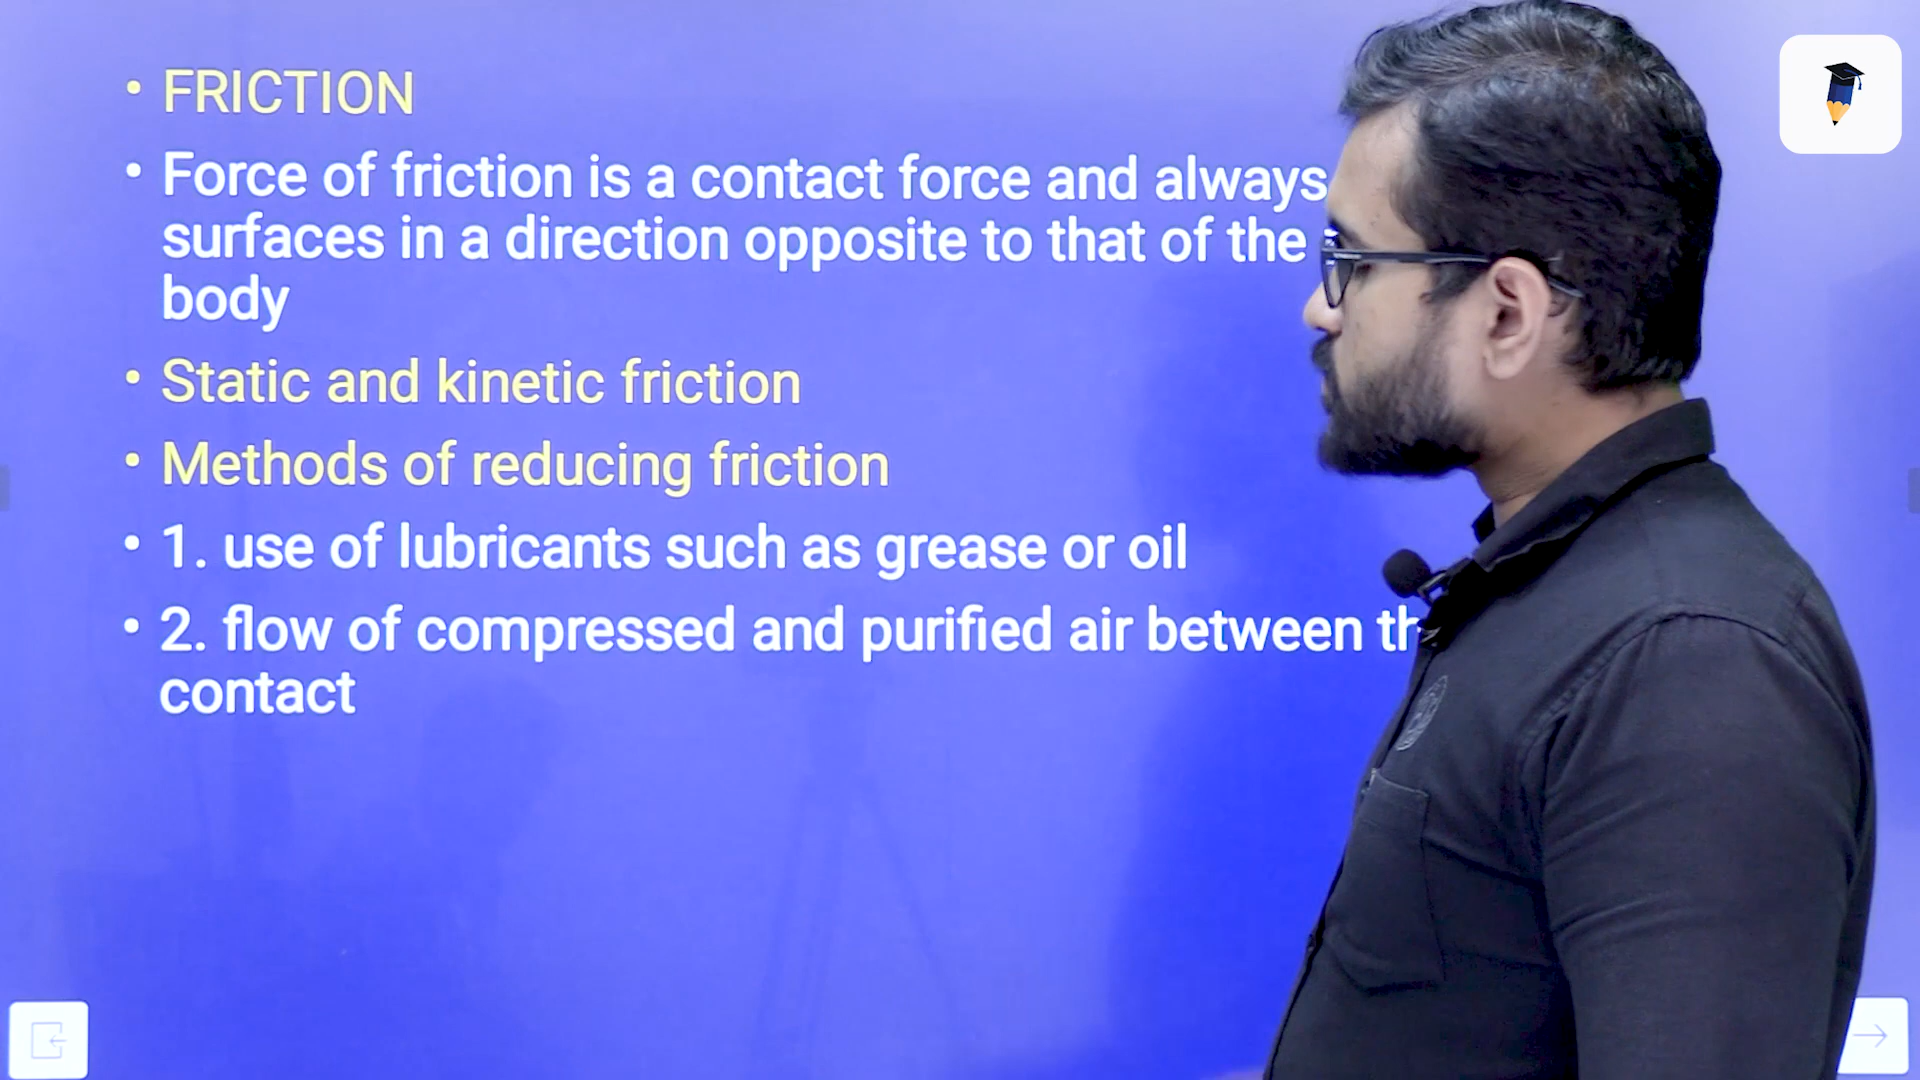 • FRICTION
• Force of friction is a contact force and always
surfaces in a direction opposite to that of the
body
• Static and kinetic friction
• Methods of reducing friction
• 1. use of lubricants such as grease or oil
• 2. flow of compressed and purified air between
contact